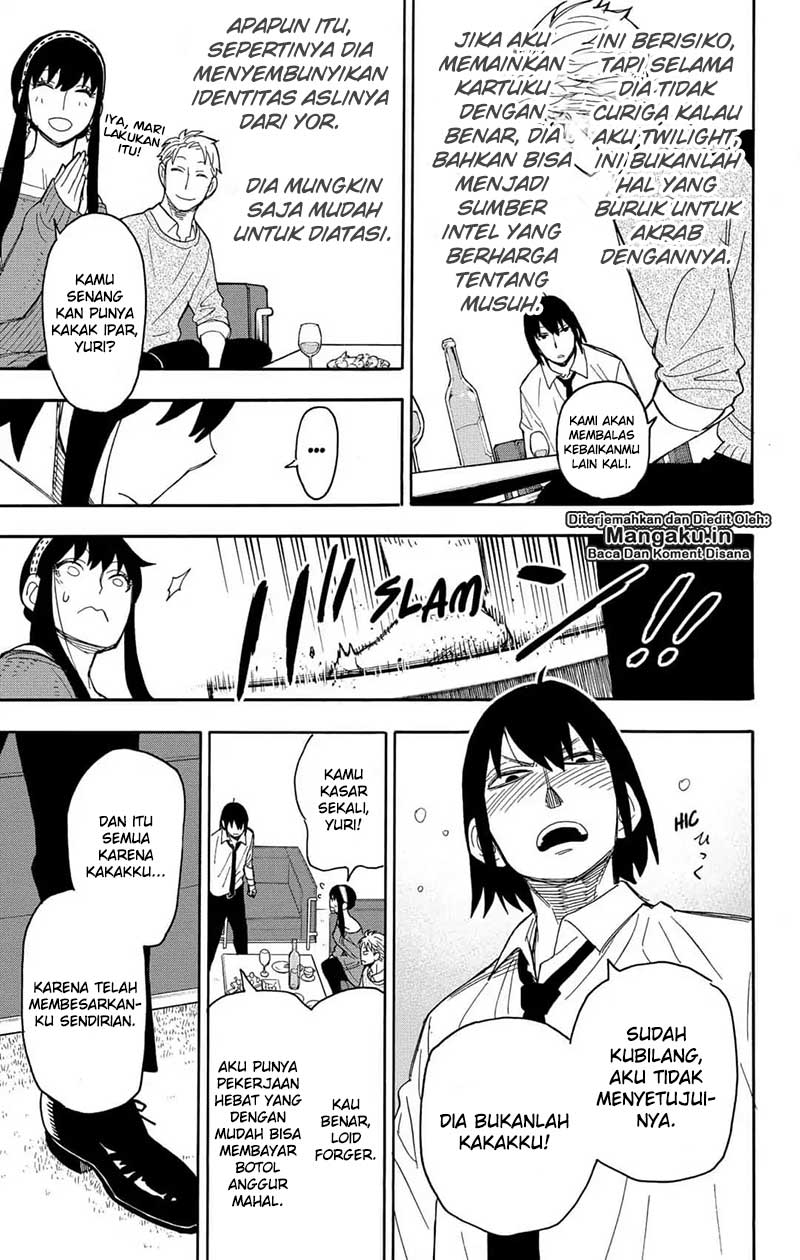 INI BERISIKO,
TAPI SELAMA
DIA TIDAK
CURIGA KALAU
AKU TWILIGHT,
INI BUKANLAH
HAL YANG
BURUK UNTUK
AKRAB
DENGANNYA.
JIKA AKU
MEMAINKAN
KARTUKU
DENGAN
BENAR, DIA
BAHKAN BISA
MENJADI
SUMBER
INTEL YANG
BERHARGA
TENTANG
MUSUH.
KAMI AKAN
MEMBALAS
KEBAIKANMU
LAIN KALI.
APAPUN ITU,
SEPERTINYA DIA
MENYEMBUNYIKAN
IDENTITAS ASLINYA
DARI YOR.
DIA MUNGKIN
SAJA MUDAH
UNTUK DIATASI.
IYA, MARI
LAKUKAN
ITU!
KAMU
SENANG
KAN PUNYA
KAKAK IPAR,
YURI?
...
Diterjemahkan dan Diedit Oleh:
Mangaku.in
Baca Dan Koment Disana
SLAM
!!
HIC
ひっく
SUDAH
KUBILANG,
AKU TIDAK
MENYETUJUI-
NYA.
DIA BUKANLAH
KAKAKKU!
KAMU
KASAR
SEKALI,
YURI!
KAU
BENAR,
LOID
FORGER.
AKU PUNYA
PEKERJAAN
HEBAT YANG
DENGAN
MUDAH BISA
MEMBAYAR
BOTOL
ANGGUR
MAHAL.
DAN ITU
SEMUA
KARENA
KAKAKKU...
KARENA TELAH
MEMBESARKAN-
KU SENDIRIAN.